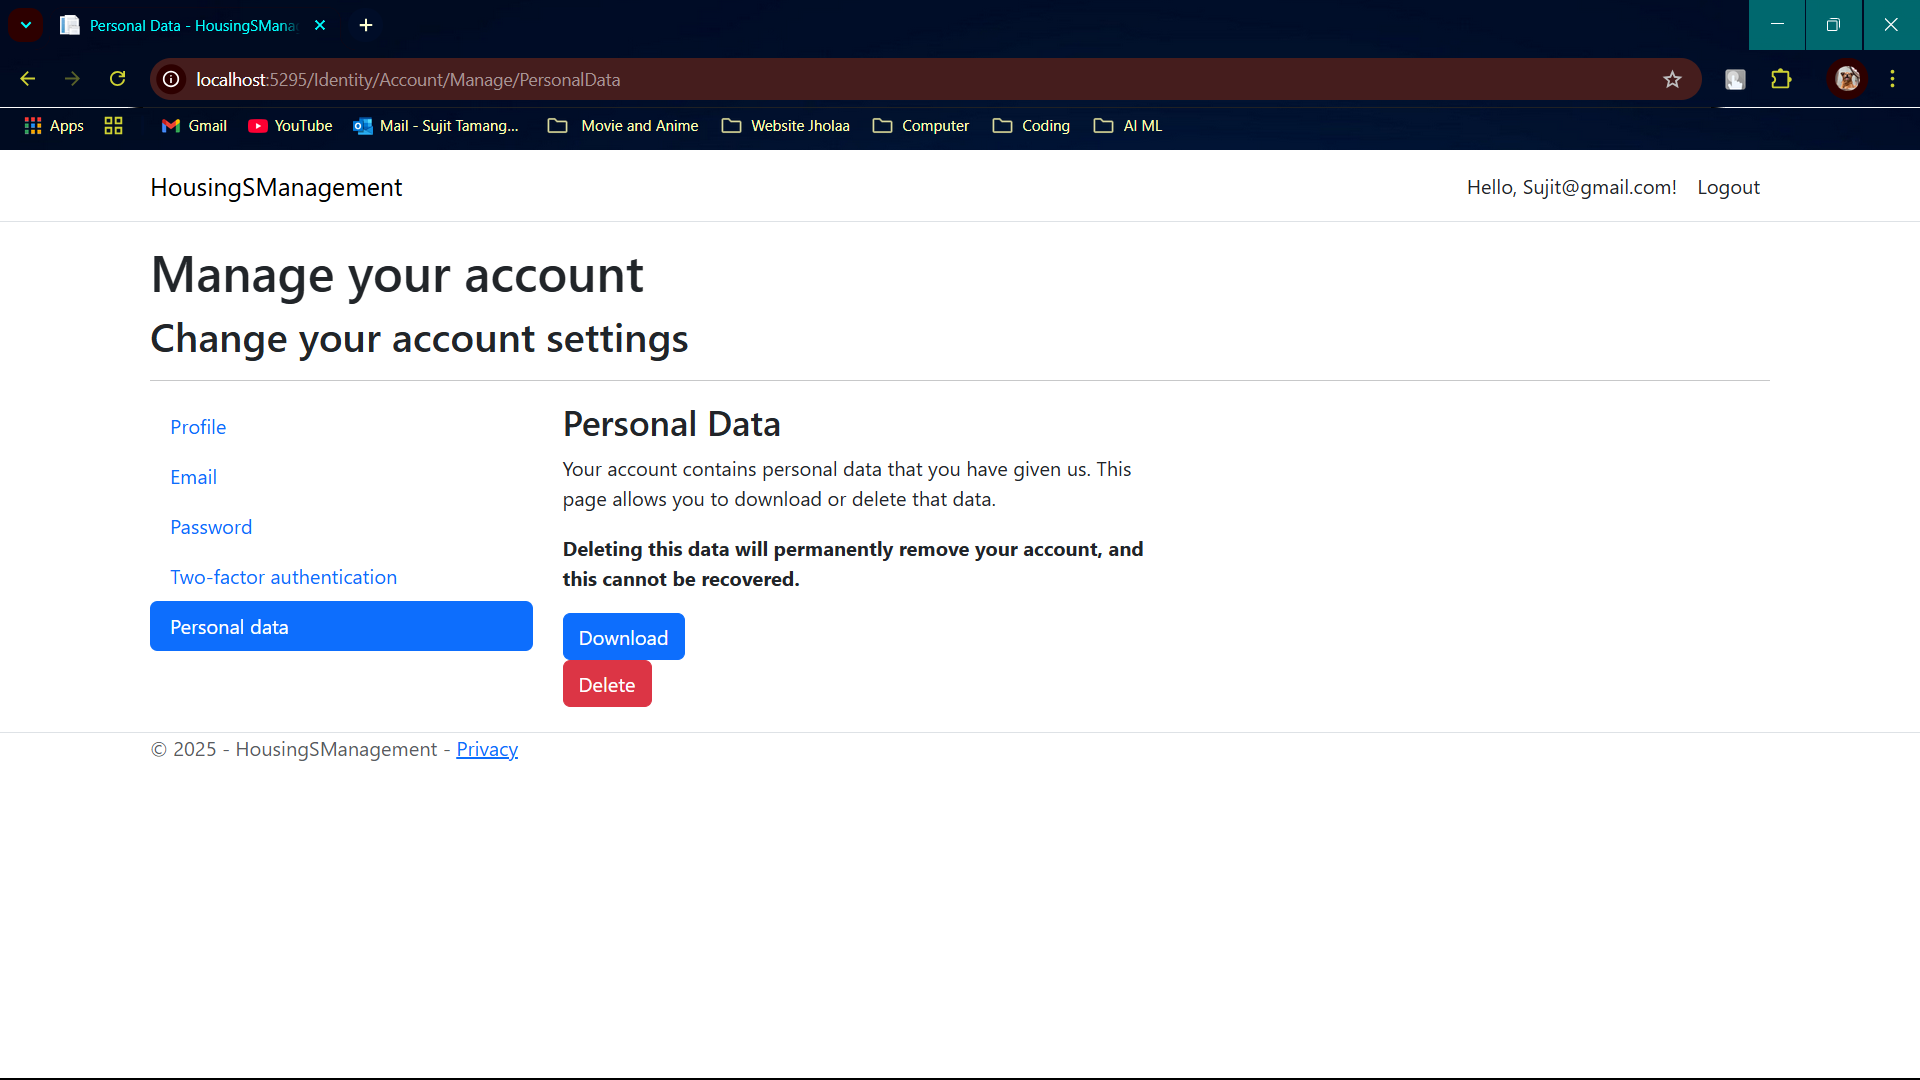 Personal Data - HousingSMana
localhost:5295/Identity/Account/Manage/PersonalData
Apps Gmail YouTube Mail - Sujit Tamang... Movie and Anime Website Jholaa Computer Coding AI ML
HousingSManagement Hello, Sujit@gmail.com! Logout
Manage your account
Change your account settings
Profile
Email
Password
Two-factor authentication
Personal data
Personal Data
Your account contains personal data that you have given us. This
page allows you to download or delete that data.
Deleting this data will permanently remove your account, and
this cannot be recovered.
Download
Delete
© 2025 - HousingSManagement - Privacy